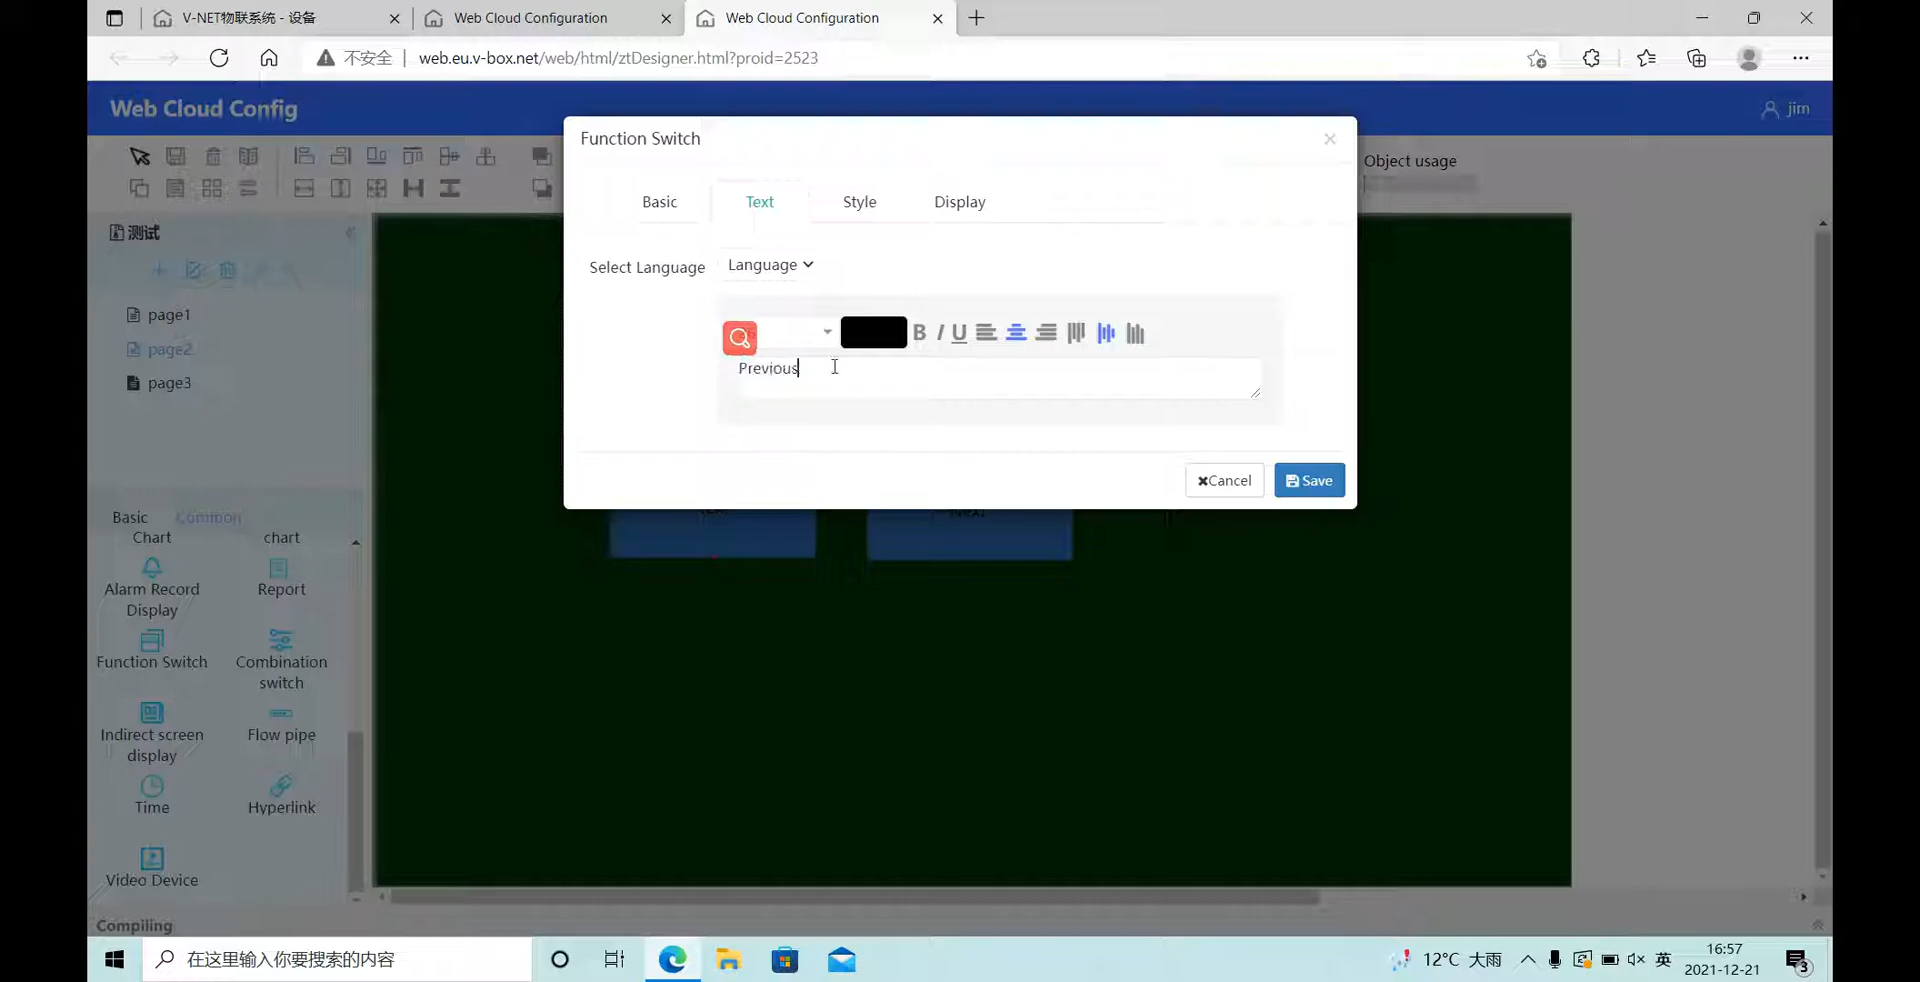 V-NET物联系统 - 设备
Web Cloud Configuration
Web Cloud Configuration
不安全
web.eu.v-box.net/web/html/ztDesigner.html?proid=2523
Web Cloud Config
jim
Function Switch
Object usage
Basic
Text
Style
Display
测试
Select Language
Language
page1
page2
page3
B I U
Previous
Cancel
Save
Next
Basic
Common
Chart
chart
Alarm Record
Display
Report
Function Switch
Combination
switch
Indirect screen
display
Flow pipe
Time
Hyperlink
Video Device
Compiling
在这里输入你要搜索的内容
12°C 大雨
英
16:57
2021-12-21
3